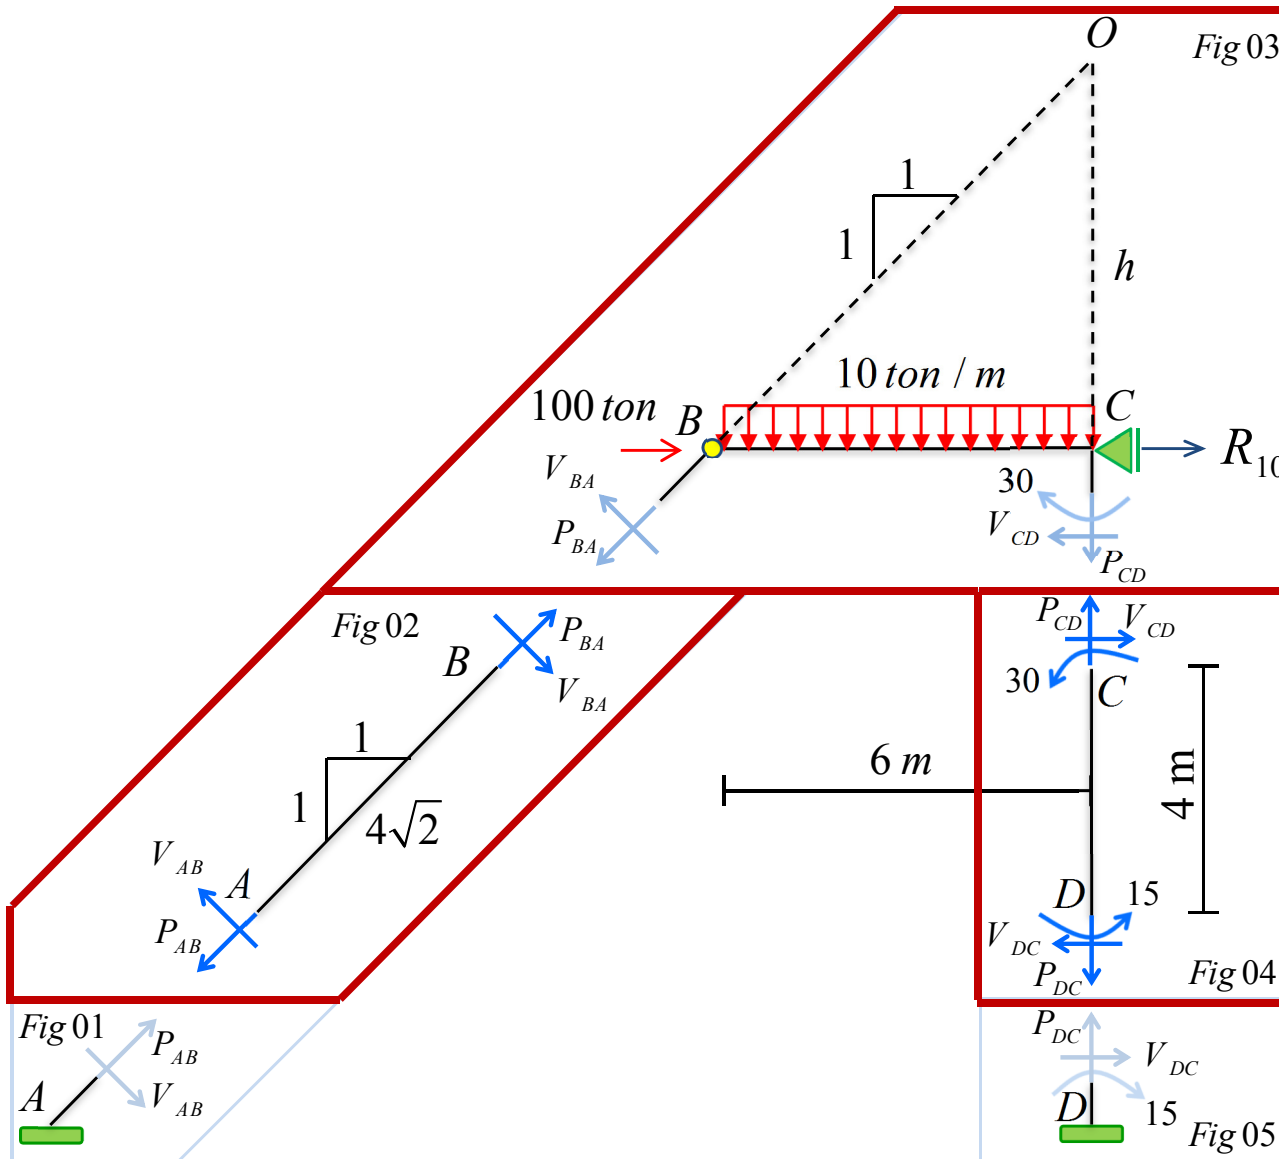 O
Fig 03
1
1
h
10 ton / m
100 ton
B
C
V BA
30
R 10
P BA
V CD
P CD
Fig 02
P BA
B
V BA
1
1
4√2
V AB
A
P AB
6 m
P CD
V CD
30
C
4 m
D
15
V DC
P DC
Fig 04
Fig 01
P AB
A
V AB
P DC
V DC
D
15
Fig 05